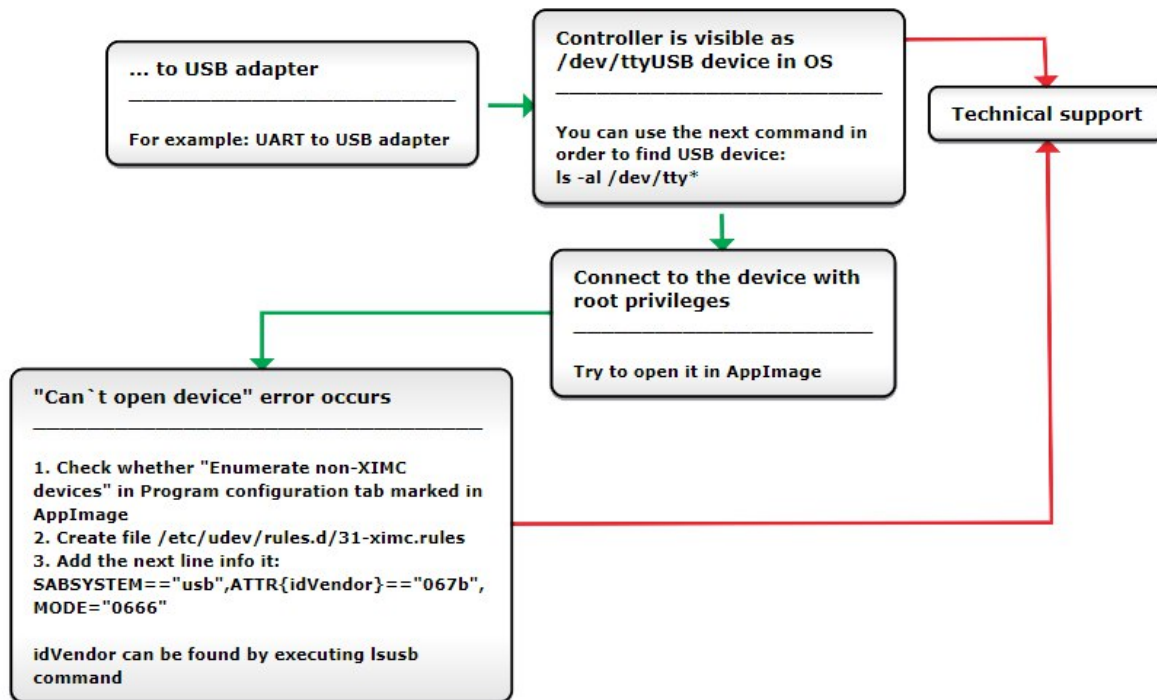 ... to USB adapter
For example: UART to USB adapter
Controller is visible as
/dev/ttyUSB device in OS
You can use the next command in
order to find USB device:
ls -al /dev/tty*
Technical support
Connect to the device with
root privileges
Try to open it in AppImage
"Can`t open device" error occurs
1. Check whether "Enumerate non-XIMC
devices" in Program configuration tab marked in
AppImage
2. Create file /etc/udev/rules.d/31-ximc.rules
3. Add the next line info it:
SABSYSTEM=="usb",ATTR{idVendor}=="067b",
MODE="0666"
idVendor can be found by executing lsusb
command